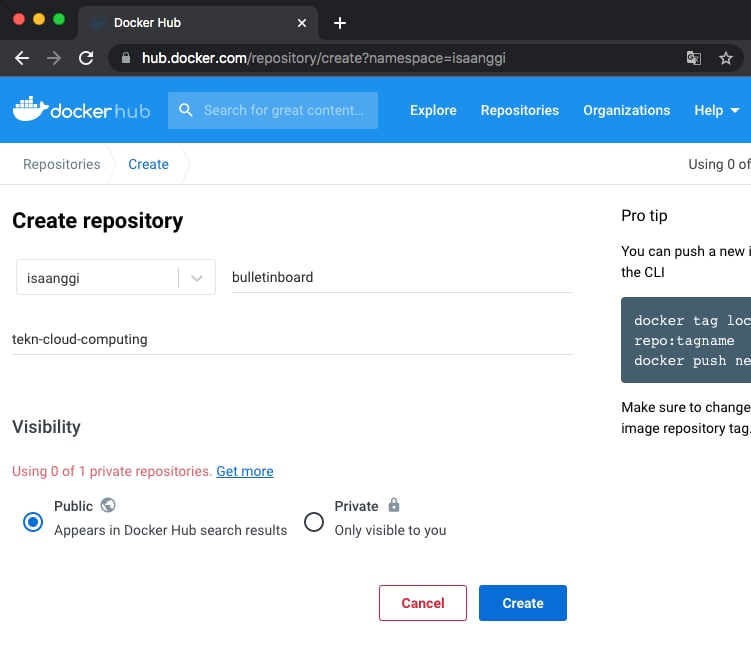 Docker Hub
hub.docker.com/repository/create?namespace=isaanggi
docker hub
Search for great content...
Explore
Repositories
Organizations
Help
Repositories
Create
Using 0 of
Create repository
isaanggi
bulletinboard
tekn-cloud-computing
Visibility
Using 0 of 1 private repositories. Get more
Public
Appears in Docker Hub search results
Private
Only visible to you
Cancel
Create
Pro tip
You can push a new i
the CLI
docker tag loc
repo:tagname
docker push ne
Make sure to change
image repository tag.